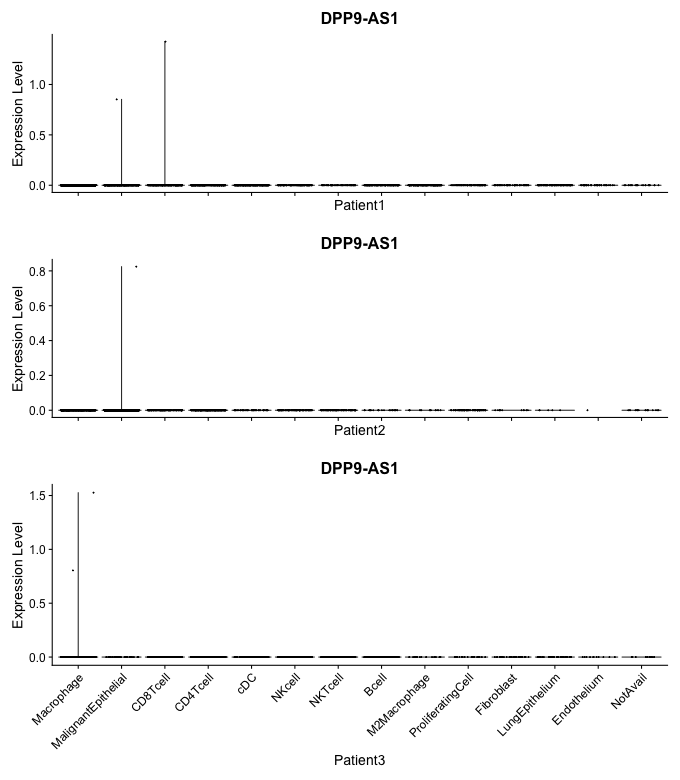 DPP9-AS1
Expression Level
1.0
0.5
0.0
Patient1
DPP9-AS1
Expression Level
0.8
0.6
0.4
0.2
0.0
Patient2
DPP9-AS1
Expression Level
1.5
1.0
0.5
0.0
Macrophage
MalignantEpithelial
CD8Tcell
CD4Tcell
cDC
NKcell
NKTcell
Bcell
M2Macrophage
ProliferatingCell
Fibroblast
LungEpithelium
Endothelium
NotAvail
Patient3